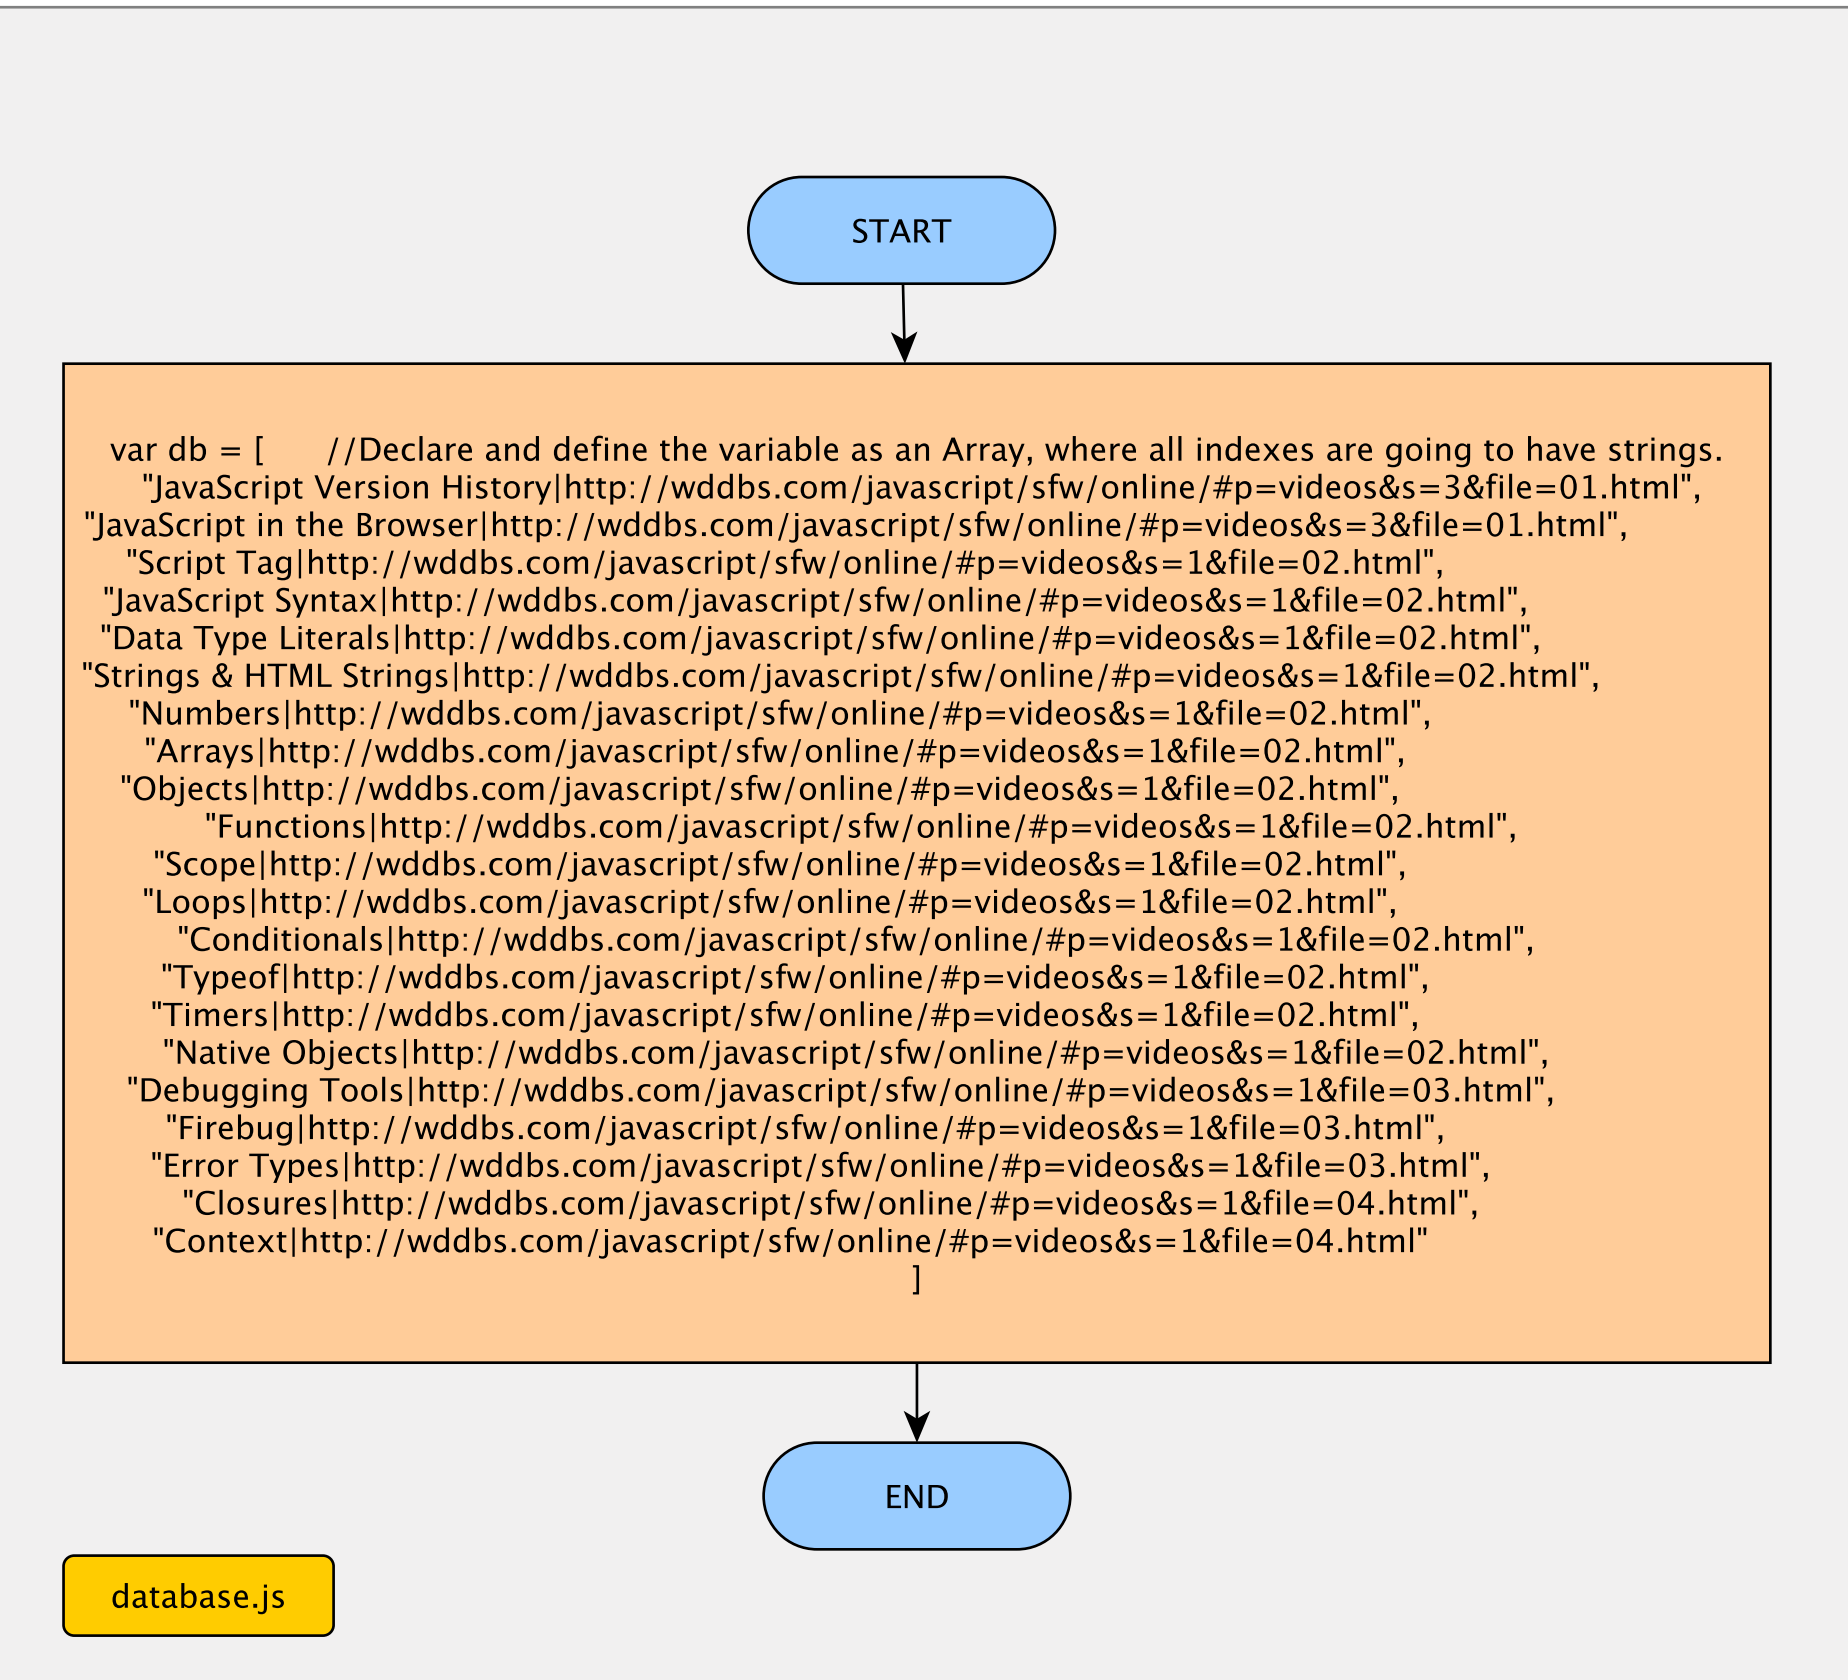 START
var db = [ //Declare and define the variable as an Array, where all indexes are going to have strings.
"JavaScript Version History|http://wddbs.com/javascript/sfw/online/#p=videos&s=3&file=01.html",
"JavaScript in the Browser|http://wddbs.com/javascript/sfw/online/#p=videos&s=3&file=01.html",
"Script Tag|http://wddbs.com/javascript/sfw/online/#p=videos&s=1&file=02.html",
"JavaScript Syntax|http://wddbs.com/javascript/sfw/online/#p=videos&s=1&file=02.html",
"Data Type Literals|http://wddbs.com/javascript/sfw/online/#p=videos&s=1&file=02.html",
"Strings & HTML Strings|http://wddbs.com/javascript/sfw/online/#p=videos&s=1&file=02.html",
"Numbers|http://wddbs.com/javascript/sfw/online/#p=videos&s=1&file=02.html",
"Arrays|http://wddbs.com/javascript/sfw/online/#p=videos&s=1&file=02.html",
"Objects|http://wddbs.com/javascript/sfw/online/#p=videos&s=1&file=02.html",
"Functions|http://wddbs.com/javascript/sfw/online/#p=videos&s=1&file=02.html",
"Scope|http://wddbs.com/javascript/sfw/online/#p=videos&s=1&file=02.html",
"Loops|http://wddbs.com/javascript/sfw/online/#p=videos&s=1&file=02.html",
"Conditionals|http://wddbs.com/javascript/sfw/online/#p=videos&s=1&file=02.html",
"Typeof|http://wddbs.com/javascript/sfw/online/#p=videos&s=1&file=02.html",
"Timers|http://wddbs.com/javascript/sfw/online/#p=videos&s=1&file=02.html",
"Native Objects|http://wddbs.com/javascript/sfw/online/#p=videos&s=1&file=02.html",
"Debugging Tools|http://wddbs.com/javascript/sfw/online/#p=videos&s=1&file=03.html",
"Firebug|http://wddbs.com/javascript/sfw/online/#p=videos&s=1&file=03.html",
"Error Types|http://wddbs.com/javascript/sfw/online/#p=videos&s=1&file=03.html",
"Closures|http://wddbs.com/javascript/sfw/online/#p=videos&s=1&file=04.html",
"Context|http://wddbs.com/javascript/sfw/online/#p=videos&s=1&file=04.html"
]
END
database.js